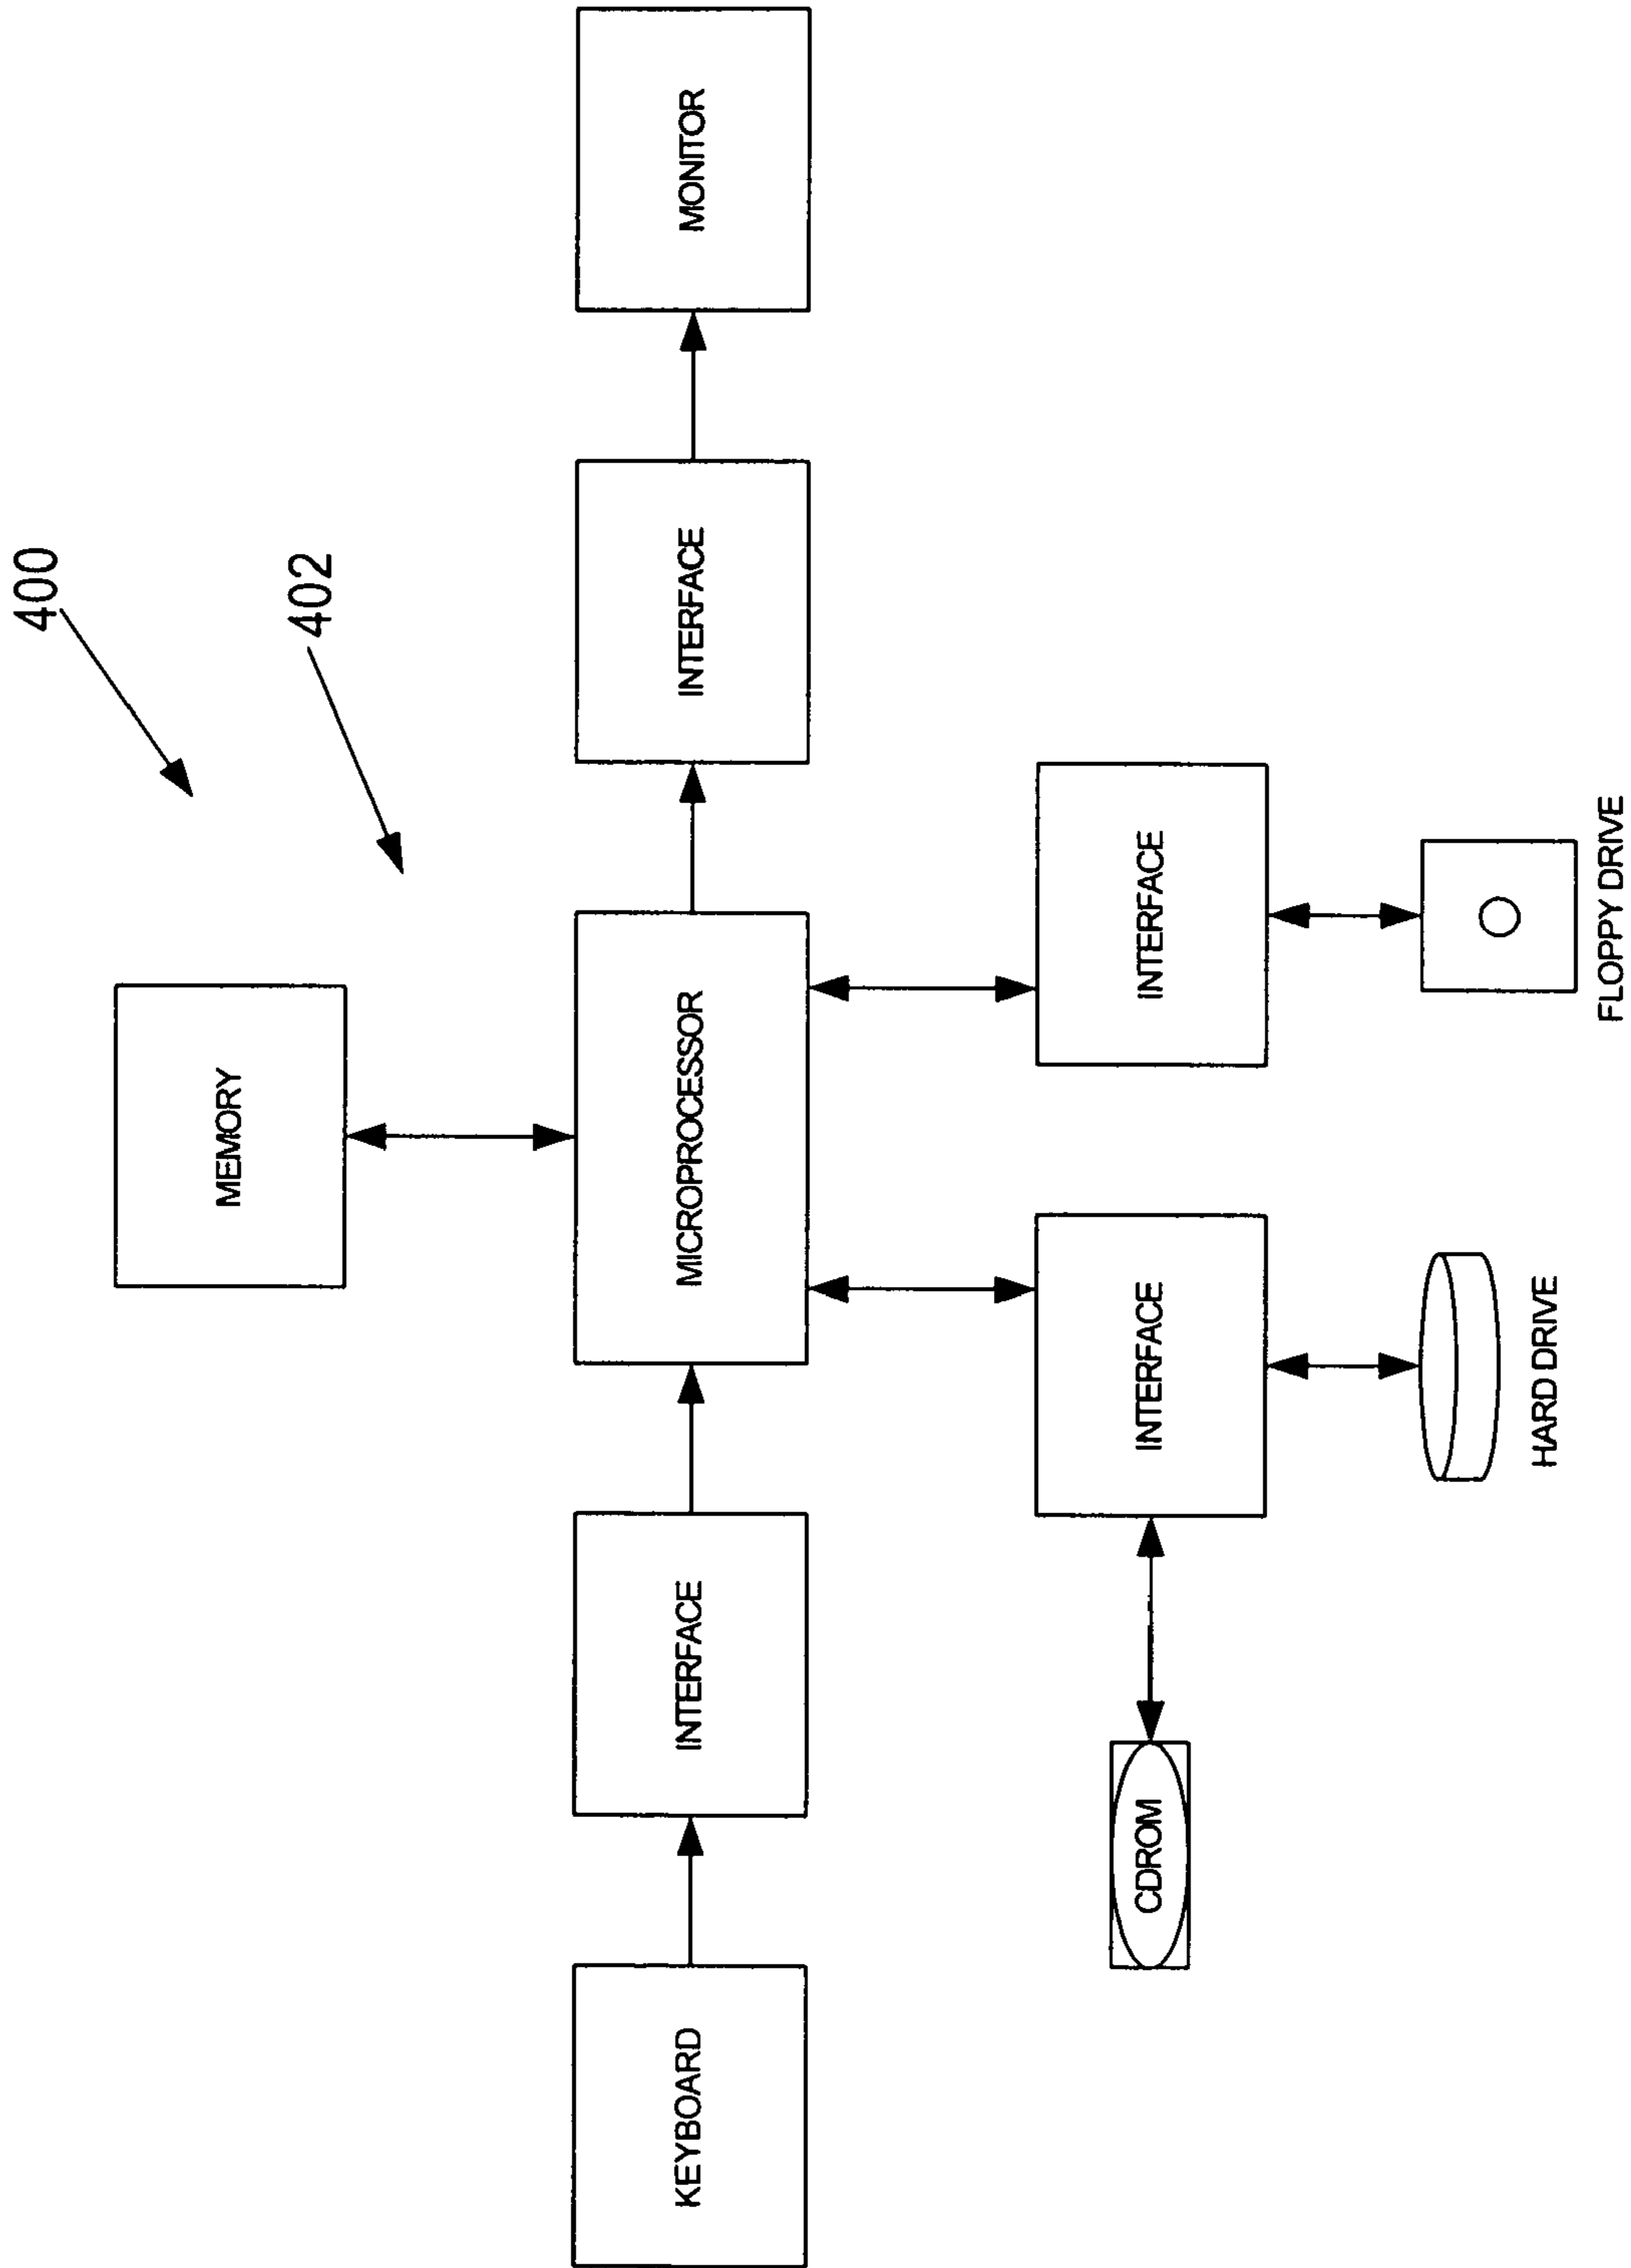 400
402
MEMORY
KEYBOARD
INTERFACE
MICROPROCESSOR
INTERFACE
MONITOR
CDROM
INTERFACE
INTERFACE
HARD DRIVE
FLOPPY DRIVE